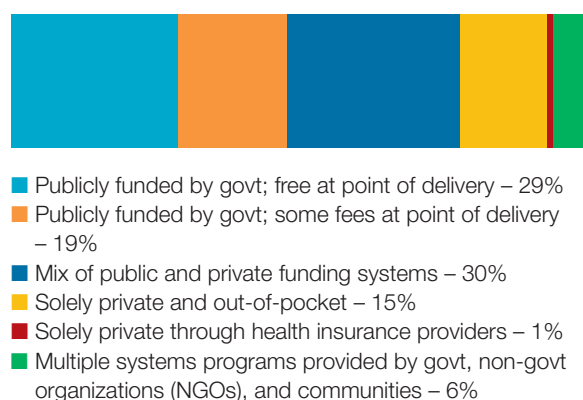 Publicly funded by govt; free at point of delivery – 29%
Publicly funded by govt; some fees at point of delivery
– 19%
Mix of public and private funding systems – 30%
Solely private and out-of-pocket – 15%
Solely private through health insurance providers – 1%
Multiple systems programs provided by govt, non-govt
organizations (NGOs), and communities – 6%